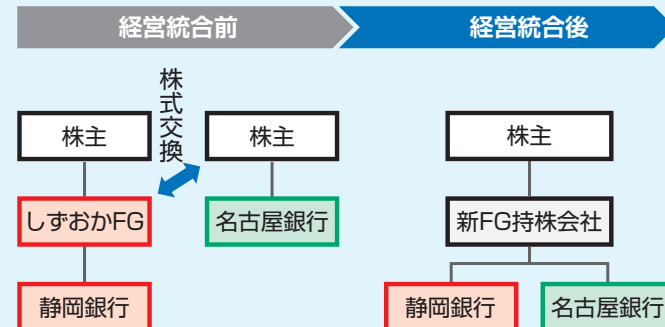 経営統合前
経営統合後
株式交換
株主
株主
株主
しずおかFG
名古屋銀行
新FG持株会社
静岡銀行
静岡銀行
名古屋銀行